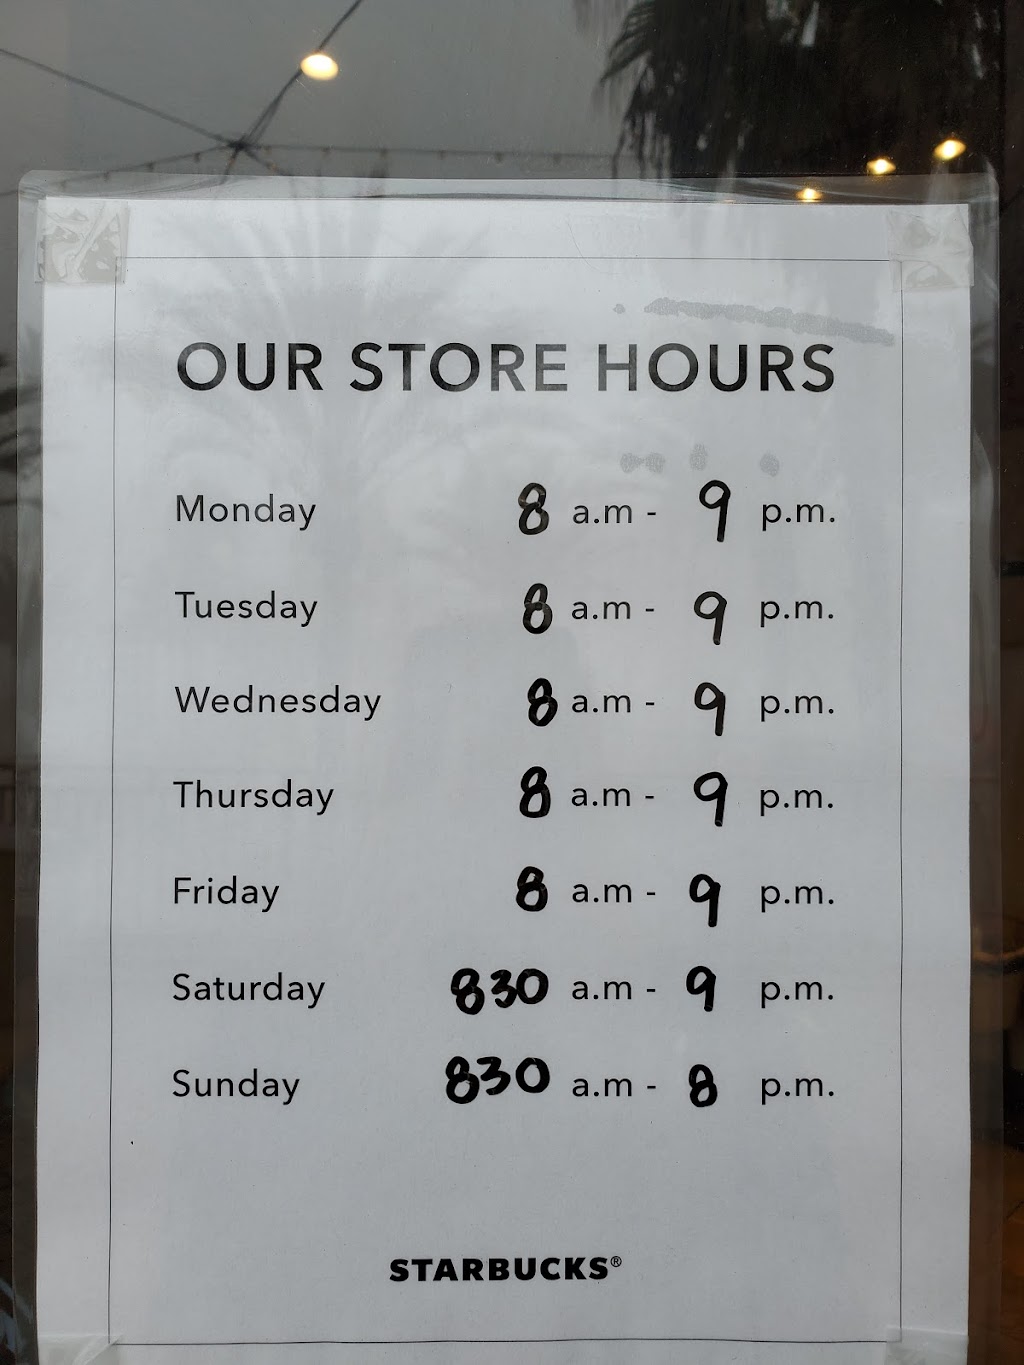 OUR STORE HOURS
Monday 8 a.m - 9 p.m.
Tuesday 8 a.m - 9 p.m.
Wednesday 8 a.m - 9 p.m.
Thursday 8 a.m - 9 p.m.
Friday 8 a.m - 9 p.m.
Saturday 830 a.m - 9 p.m.
Sunday 830 a.m - 8 p.m.
STARBUCKS®